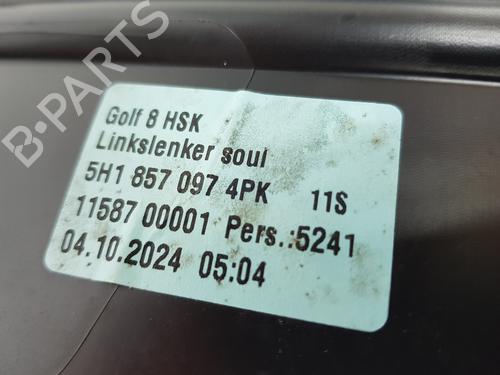 B-PARTS
Golf 8 HSK
Linkslenker soul
5H1 857 097 4PK 11S
11587 00001 Pers.:5241
04.10.2024 05:04